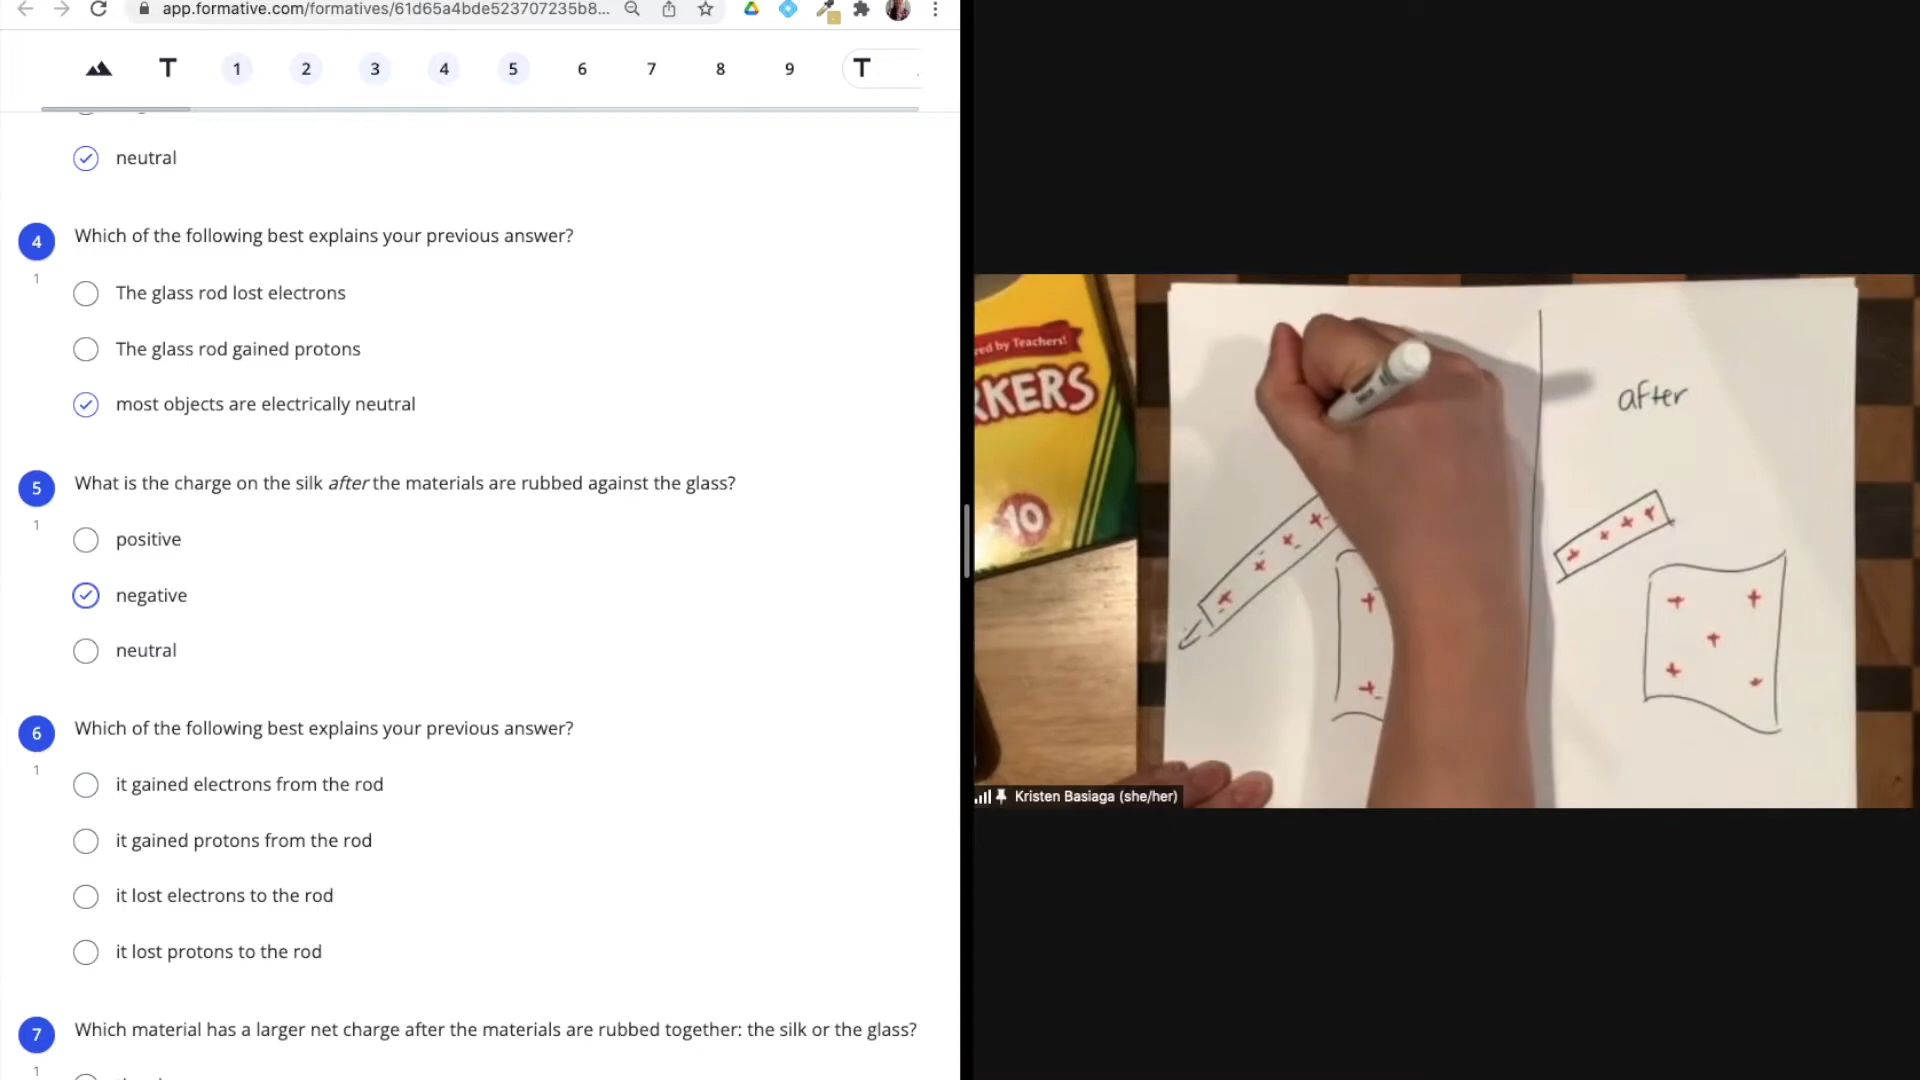 app.formative.com/formatives/61d65a4bde523707235b8...
T 1 2 3 4 5 6 7 8 9 T
neutral
4 Which of the following best explains your previous answer?
1
The glass rod lost electrons
The glass rod gained protons
most objects are electrically neutral
5 What is the charge on the silk after the materials are rubbed against the glass?
1
positive
negative
neutral
6 Which of the following best explains your previous answer?
1
it gained electrons from the rod
it gained protons from the rod
it lost electrons to the rod
it lost protons to the rod
7 Which material has a larger net charge after the materials are rubbed together: the silk or the glass?
1
red by Teachers!
KERS
10
after
+ + + +
+ +
+
+
+ + + +
+ +
+
+
Kristen Basiaga (she/her)